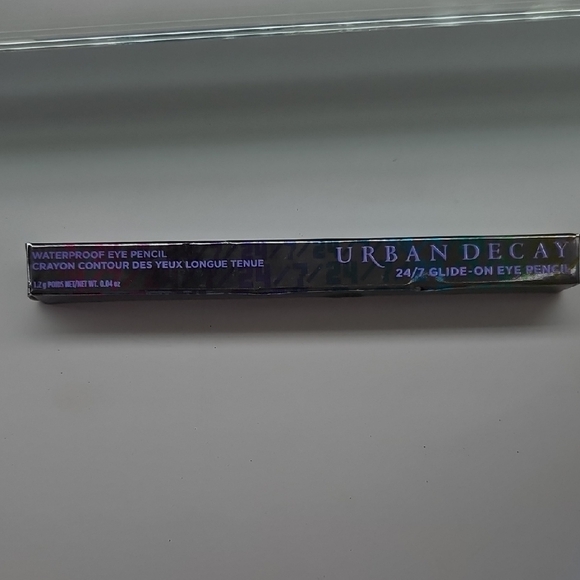 WATERPROOF EYE PENCIL
CRAYON CONTOUR DES YEUX LONGUE TENUE
1.2g POIDS NET/NET WT. 0.04 oz
URBAN DECAY
24/7 GLIDE-ON EYE PENCIL